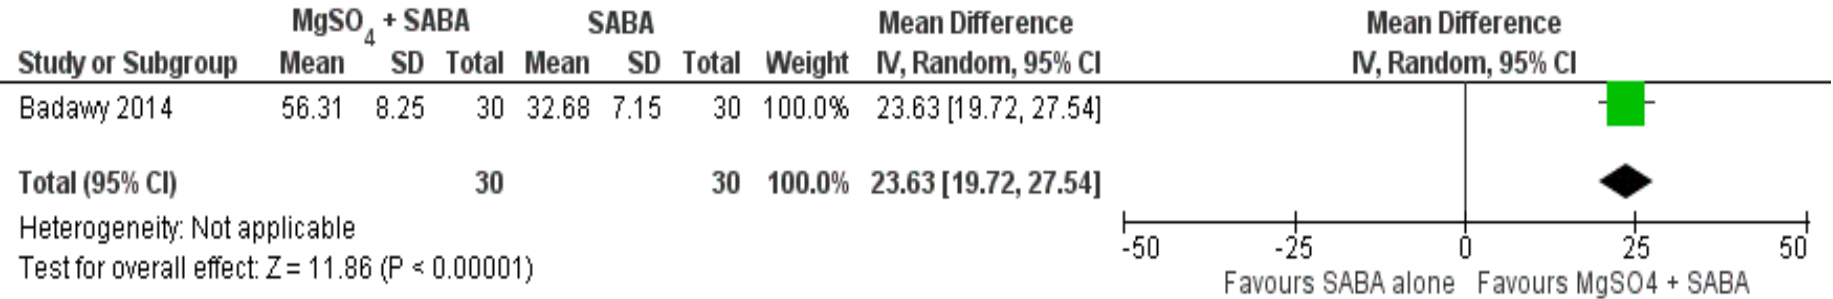 MgSO4 + SABA SABA Mean Difference Mean Difference
Study or Subgroup Mean SD Total Mean SD Total Weight IV, Random, 95% CI IV, Random, 95% CI
Badawy 2014 56.31 8.25 30 32.68 7.15 30 100.0% 23.63 [19.72, 27.54]
Total (95% CI) 30 30 100.0% 23.63 [19.72, 27.54]
Heterogeneity: Not applicable
Test for overall effect: Z = 11.86 (P < 0.00001)
-50 -25 0 25 50
Favours SABA alone Favours MgSO4 + SABA